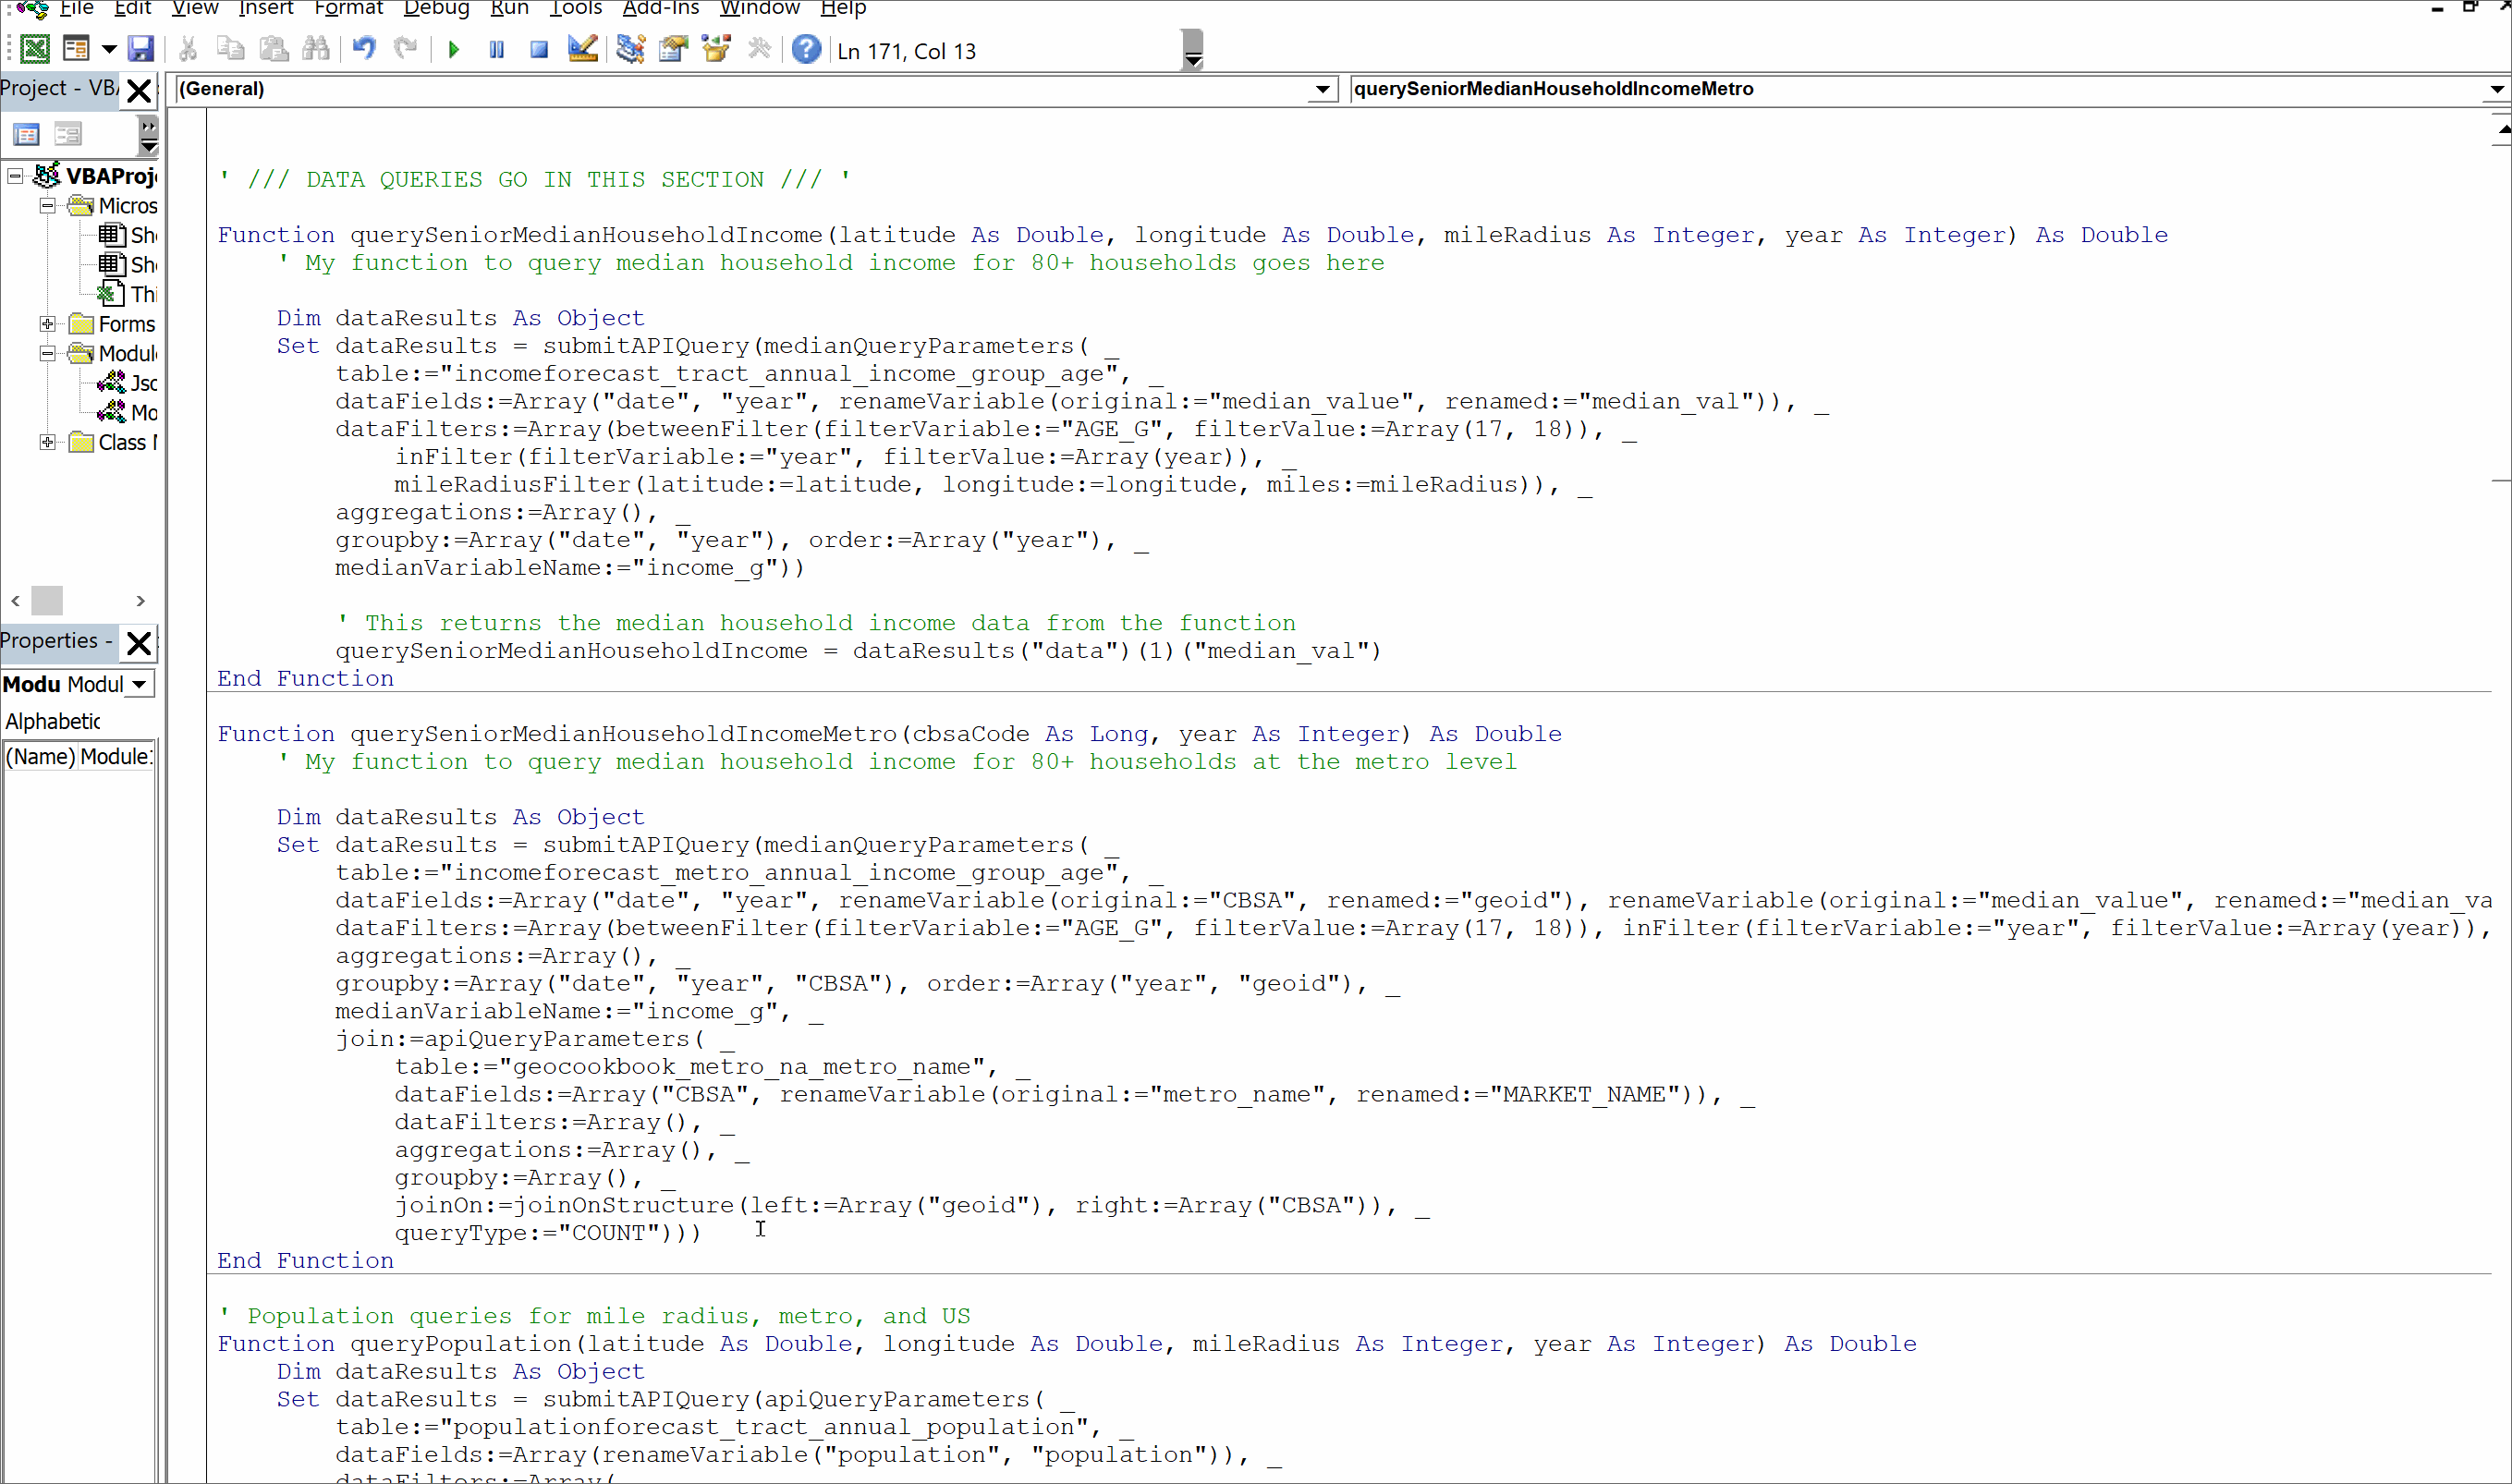 File Edit View Insert Format Debug Run Tools Add-Ins Window Help
Ln 171, Col 13
Project - VBA
(General)
querySeniorMedianHouseholdIncomeMetro
VBAProj
Micros
She
She
Thi
Forms
Modul
Jso
Mo
Class M
Properties -
Modu Modul
Alphabetic
(Name) Module1
' /// DATA QUERIES GO IN THIS SECTION /// '
Function querySeniorMedianHouseholdIncome(latitude As Double, longitude As Double, mileRadius As Integer, year As Integer) As Double
' My function to query median household income for 80+ households goes here
Dim dataResults As Object
Set dataResults = submitAPIQuery(medianQueryParameters( _
table:="incomeforecast_tract_annual_income_group_age", _
dataFields:=Array("date", "year", renameVariable(original:="median_value", renamed:="median_val")), _
dataFilters:=Array(betweenFilter(filterVariable:="AGE_G", filterValue:=Array(17, 18)), _
inFilter(filterVariable:="year", filterValue:=Array(year)), _
mileRadiusFilter(latitude:=latitude, longitude:=longitude, miles:=mileRadius)), _
aggregations:=Array(), _
groupby:=Array("date", "year"), order:=Array("year"), _
medianVariableName:="income_g"))
' This returns the median household income data from the function
querySeniorMedianHouseholdIncome = dataResults("data")(1)("median_val")
End Function
Function querySeniorMedianHouseholdIncomeMetro(cbsaCode As Long, year As Integer) As Double
' My function to query median household income for 80+ households at the metro level
Dim dataResults As Object
Set dataResults = submitAPIQuery(medianQueryParameters( _
table:="incomeforecast_metro_annual_income_group_age", _
dataFields:=Array("date", "year", renameVariable(original:="CBSA", renamed:="geoid"), renameVariable(original:="median_value", renamed:="median_va
dataFilters:=Array(betweenFilter(filterVariable:="AGE_G", filterValue:=Array(17, 18)), inFilter(filterVariable:="year", filterValue:=Array(year)),
aggregations:=Array(), _
groupby:=Array("date", "year", "CBSA"), order:=Array("year", "geoid"), _
medianVariableName:="income_g", _
join:=apiQueryParameters( _
table:="geocookbook_metro_na_metro_name", _
dataFields:=Array("CBSA", renameVariable(original:="metro_name", renamed:="MARKET_NAME")), _
dataFilters:=Array(), _
aggregations:=Array(), _
groupby:=Array(), _
joinOn:=joinOnStructure(left:=Array("geoid"), right:=Array("CBSA")), _
queryType:="COUNT")))
End Function
' Population queries for mile radius, metro, and US
Function queryPopulation(latitude As Double, longitude As Double, mileRadius As Integer, year As Integer) As Double
Dim dataResults As Object
Set dataResults = submitAPIQuery(apiQueryParameters( _
table:="populationforecast_tract_annual_population", _
dataFields:=Array(renameVariable("population", "population")), _
dataFilters:=Array(